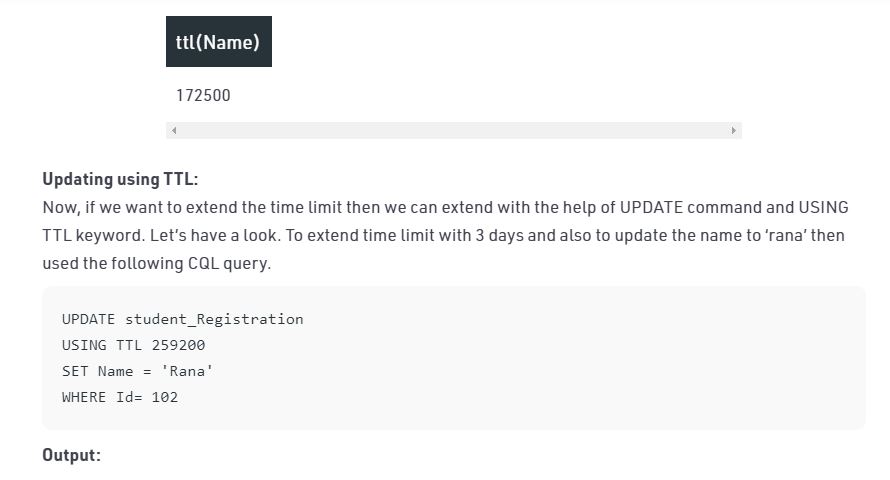 ttl(Name)
172500
Updating using TTL:
Now, if we want to extend the time limit then we can extend with the help of UPDATE command and USING
TTL keyword. Let's have a look. To extend time limit with 3 days and also to update the name to 'rana' then
used the following CQL query.
UPDATE student_Registration
USING TTL 259200
SET Name = 'Rana'
WHERE Id= 102
Output: